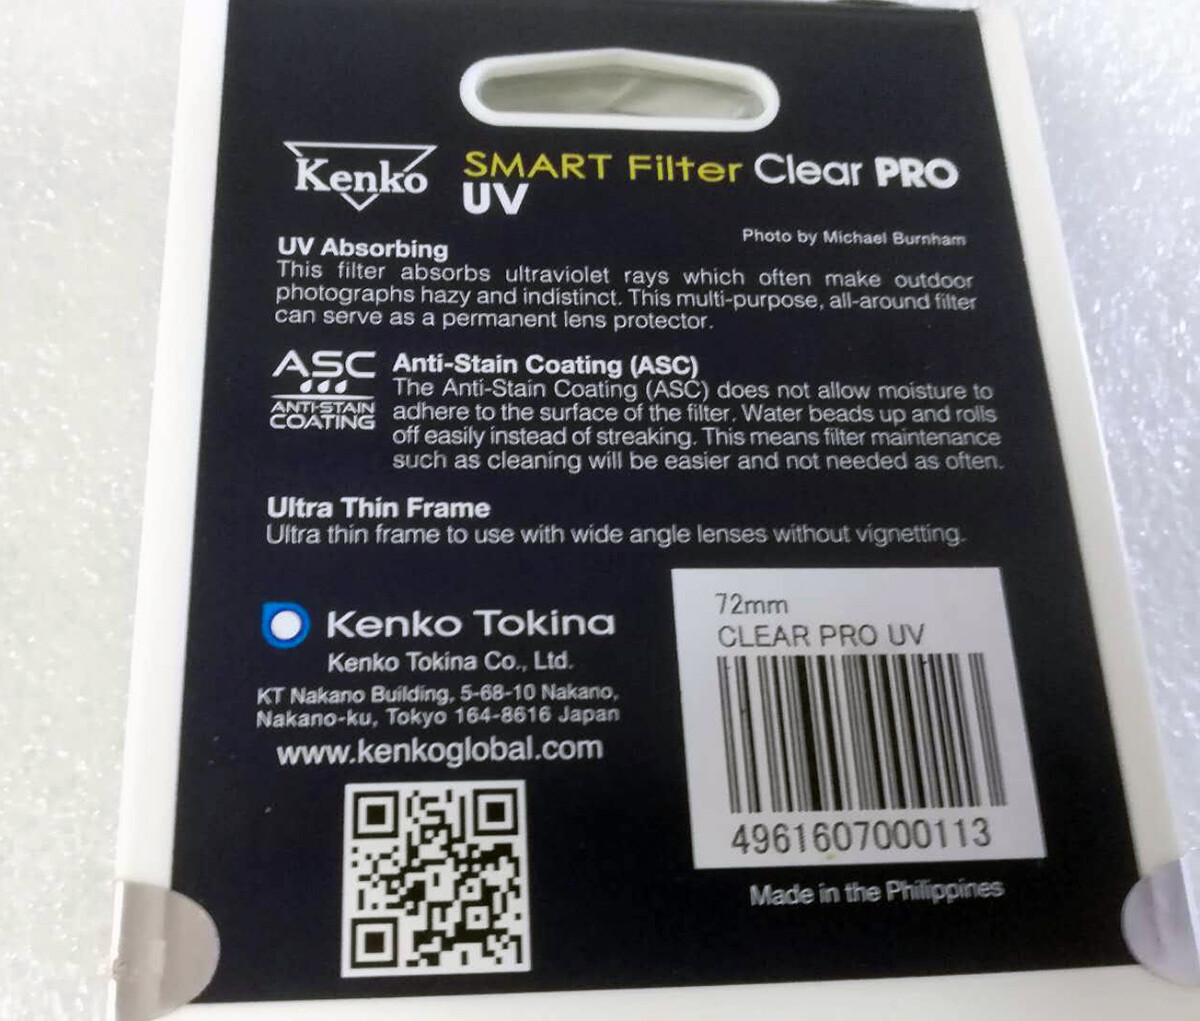 Kenko
SMART Filter Clear PRO
UV
Photo by Michael Burnham
UV Absorbing
This filter absorbs ultraviolet rays which often make outdoor
photographs hazy and indistinct. This multi-purpose, all-around filter
can serve as a permanent lens protector.
ASC
ANTI-STAIN
COATING
Anti-Stain Coating (ASC)
The Anti-Stain Coating (ASC) does not allow moisture to
adhere to the surface of the filter. Water beads up and rolls
off easily instead of streaking. This means filter maintenance
such as cleaning will be easier and not needed as often.
Ultra Thin Frame
Ultra thin frame to use with wide angle lenses without vignetting.
Kenko Tokina
Kenko Tokina Co., Ltd.
KT Nakano Building, 5-68-10 Nakano,
Nakano-ku, Tokyo 164-8616 Japan
www.kenkoglobal.com
72mm
CLEAR PRO UV
4961607000113
Made in the Philippines